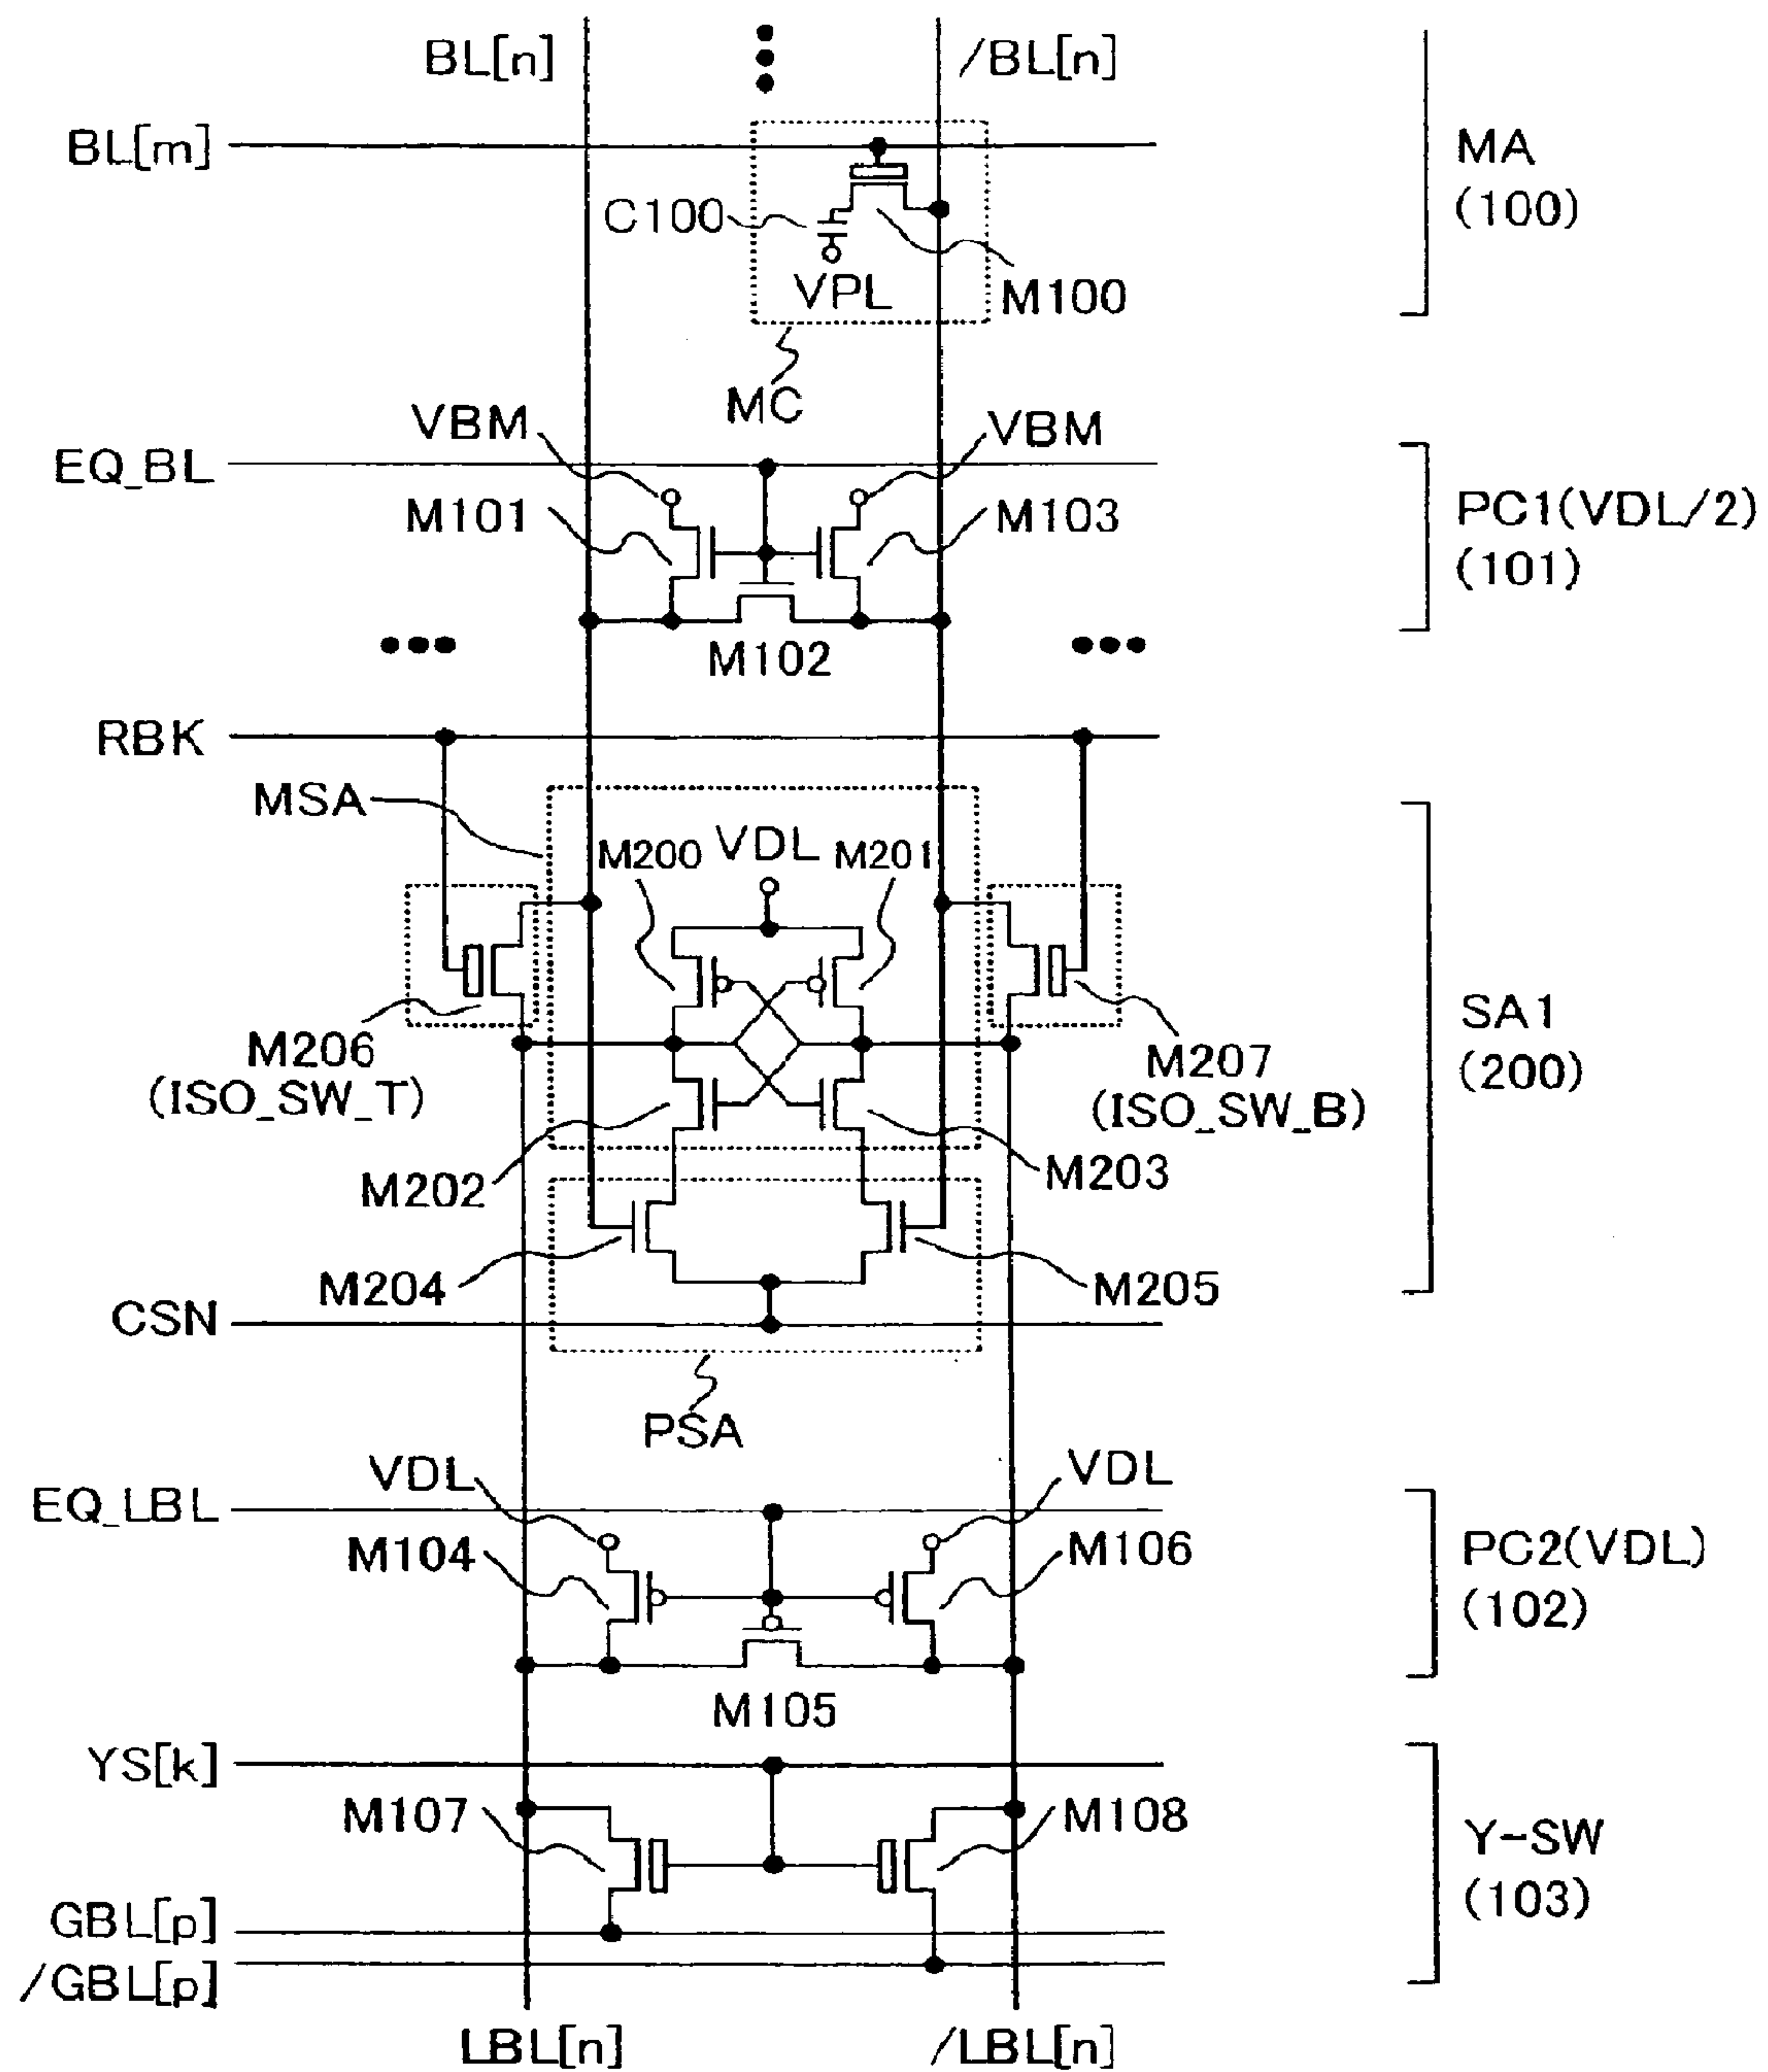 BL[n]
/BL[n]
BL[m]
MA
(100)
C100
VPL
M100
MC
VBM
VBM
EQ_BL
M101
M103
PC1(VDL/2)
(101)
M102
RBK
MSA
M200
VDL
M201
M206
(ISO_SW_T)
M207
(ISO_SW_B)
SA1
(200)
M202
M203
M204
M205
CSN
PSA
VDL
VDL
EQ_LBL
M104
M106
PC2(VDL)
(102)
M105
YS[k]
M107
M108
Y-SW
(103)
GBL[p]
/GBL[p]
LBL[n]
/LBL[n]